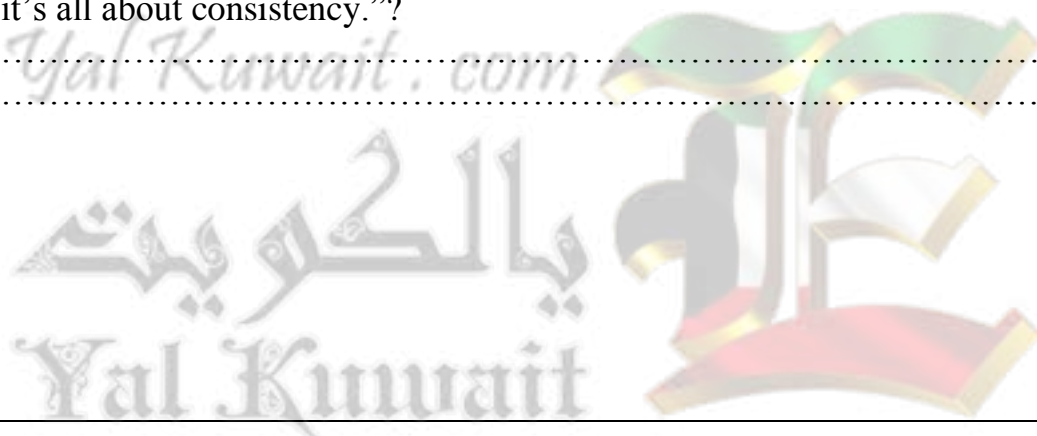 it's all about consistency.”?
……………………………………………………………………………
Yal Kuwait . com
……………………………………………………………………………
يالكويت
E
Yal Kuwait